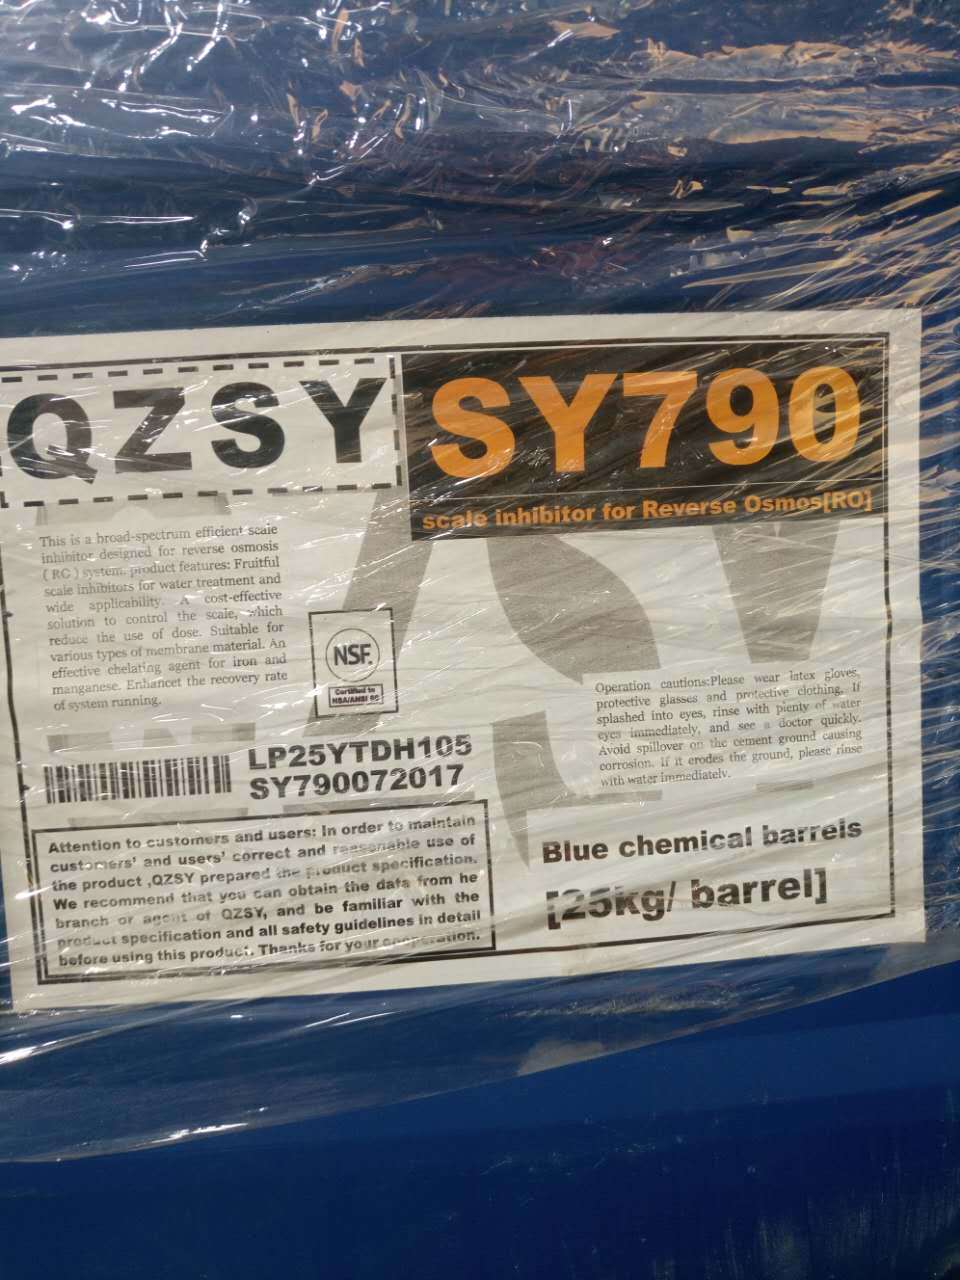 QZSY
SY790
scale inhibitor for Reverse Osmos[RO]
This is a broad-spectrum efficient scale
inhibitor designed for reverse osmosis
( RC ) system. product features: Fruitful
scale inhibitors for water treatment and
wide applicability. A cost-effective
solution to control the scale, which
reduce the use of dose. Suitable for
various types of membrane material. An
effective chelating agent for iron and
manganese. Enhancet the recovery rate
of system running.
NSF.
Certified to
NSA/ANSI 60
Operation cautions:Please wear latex gloves,
protective glasses and protective clothing. If
splashed into eyes, rinse with plenty of water
eyes immediately, and see a doctor quickly.
Avoid spillover on the cement ground causing
corrosion. If it erodes the ground, please rinse
with water immediately.
LP25YTDH105
SY790072017
Attention to customers and users: In order to maintain
customers' and users' correct and reasonable use of
the product ,QZSY prepared the product specification.
We recommend that you can obtain the data from he
branch or agent of QZSY, and be familiar with the
product specification and all safety guidelines in detail
before using this product. Thanks for your cooperation.
Blue chemical barrels
[25kg/ barrel]